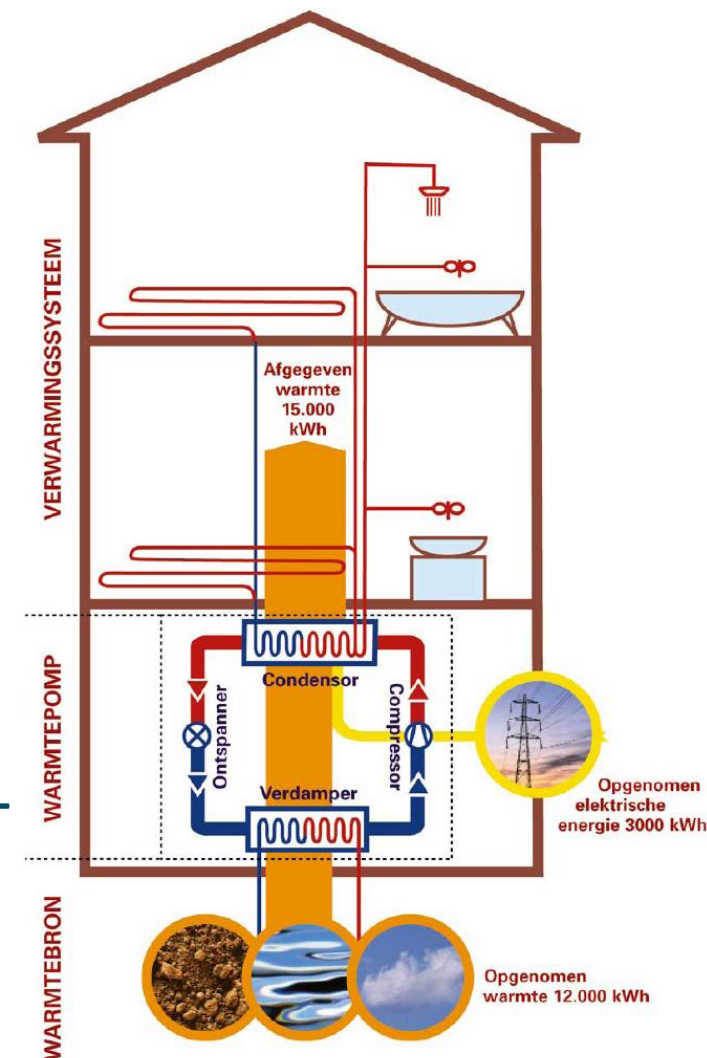 VERWARMINGSSYSTEEM
Afgegeven
warmte
15.000
kWh
WARMTEPOMP
Condensor
Ontspanner
Compressor
Verdamper
Opgenomen
elektrische
energie 3000 kWh
WARMTEBRON
Opgenomen
warmte 12.000 kWh